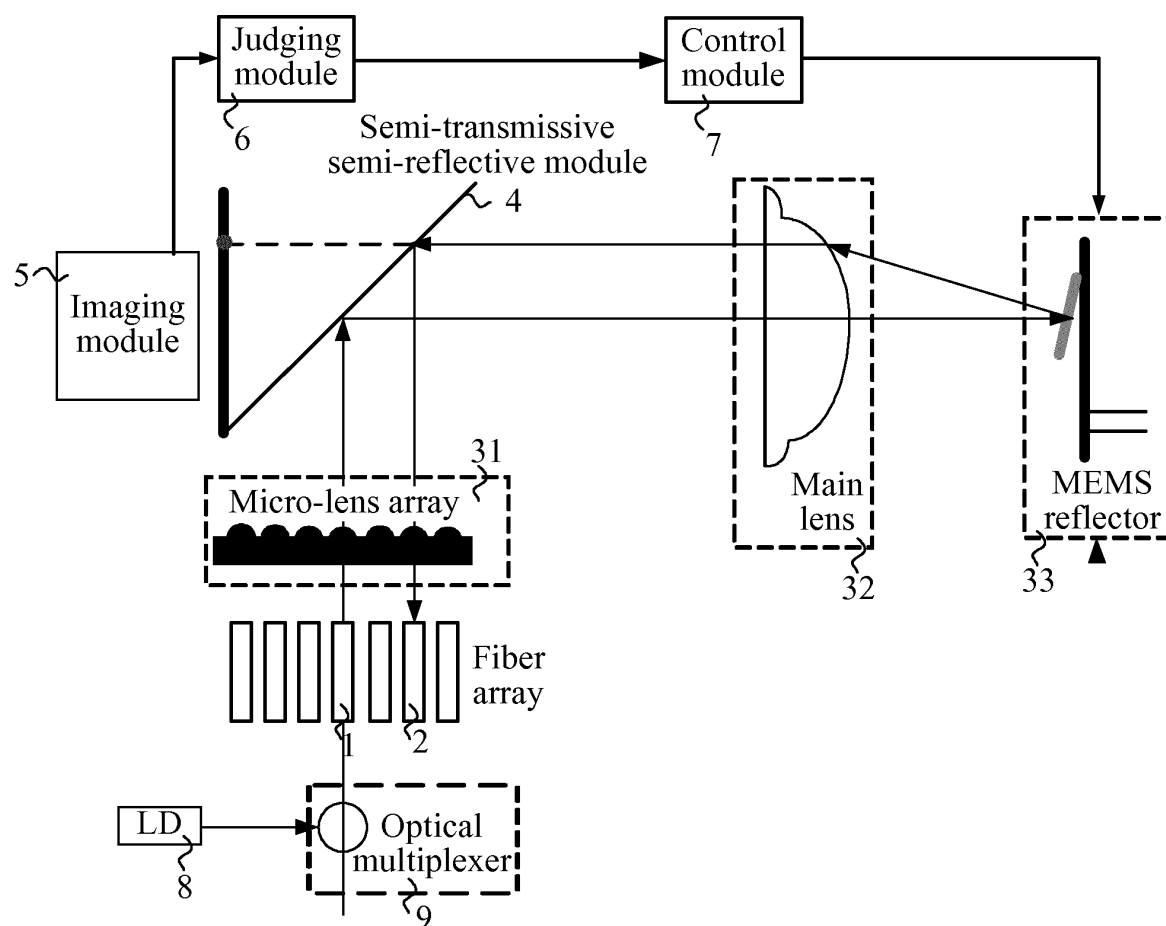 Judging
module
6
Control
module
7
Semi-transmissive
semi-reflective module
4
5
Imaging
module
31
Micro-lens array
Main
lens
32
MEMS
reflector
33
Fiber
array
1
2
LD
8
Optical
multiplexer
9